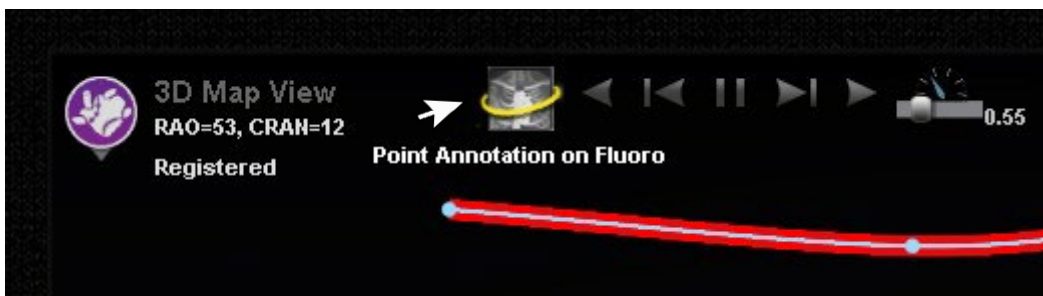 3D Map View
RAO=53, CRAN=12
Registered
Point Annotation on Fluoro
0.55